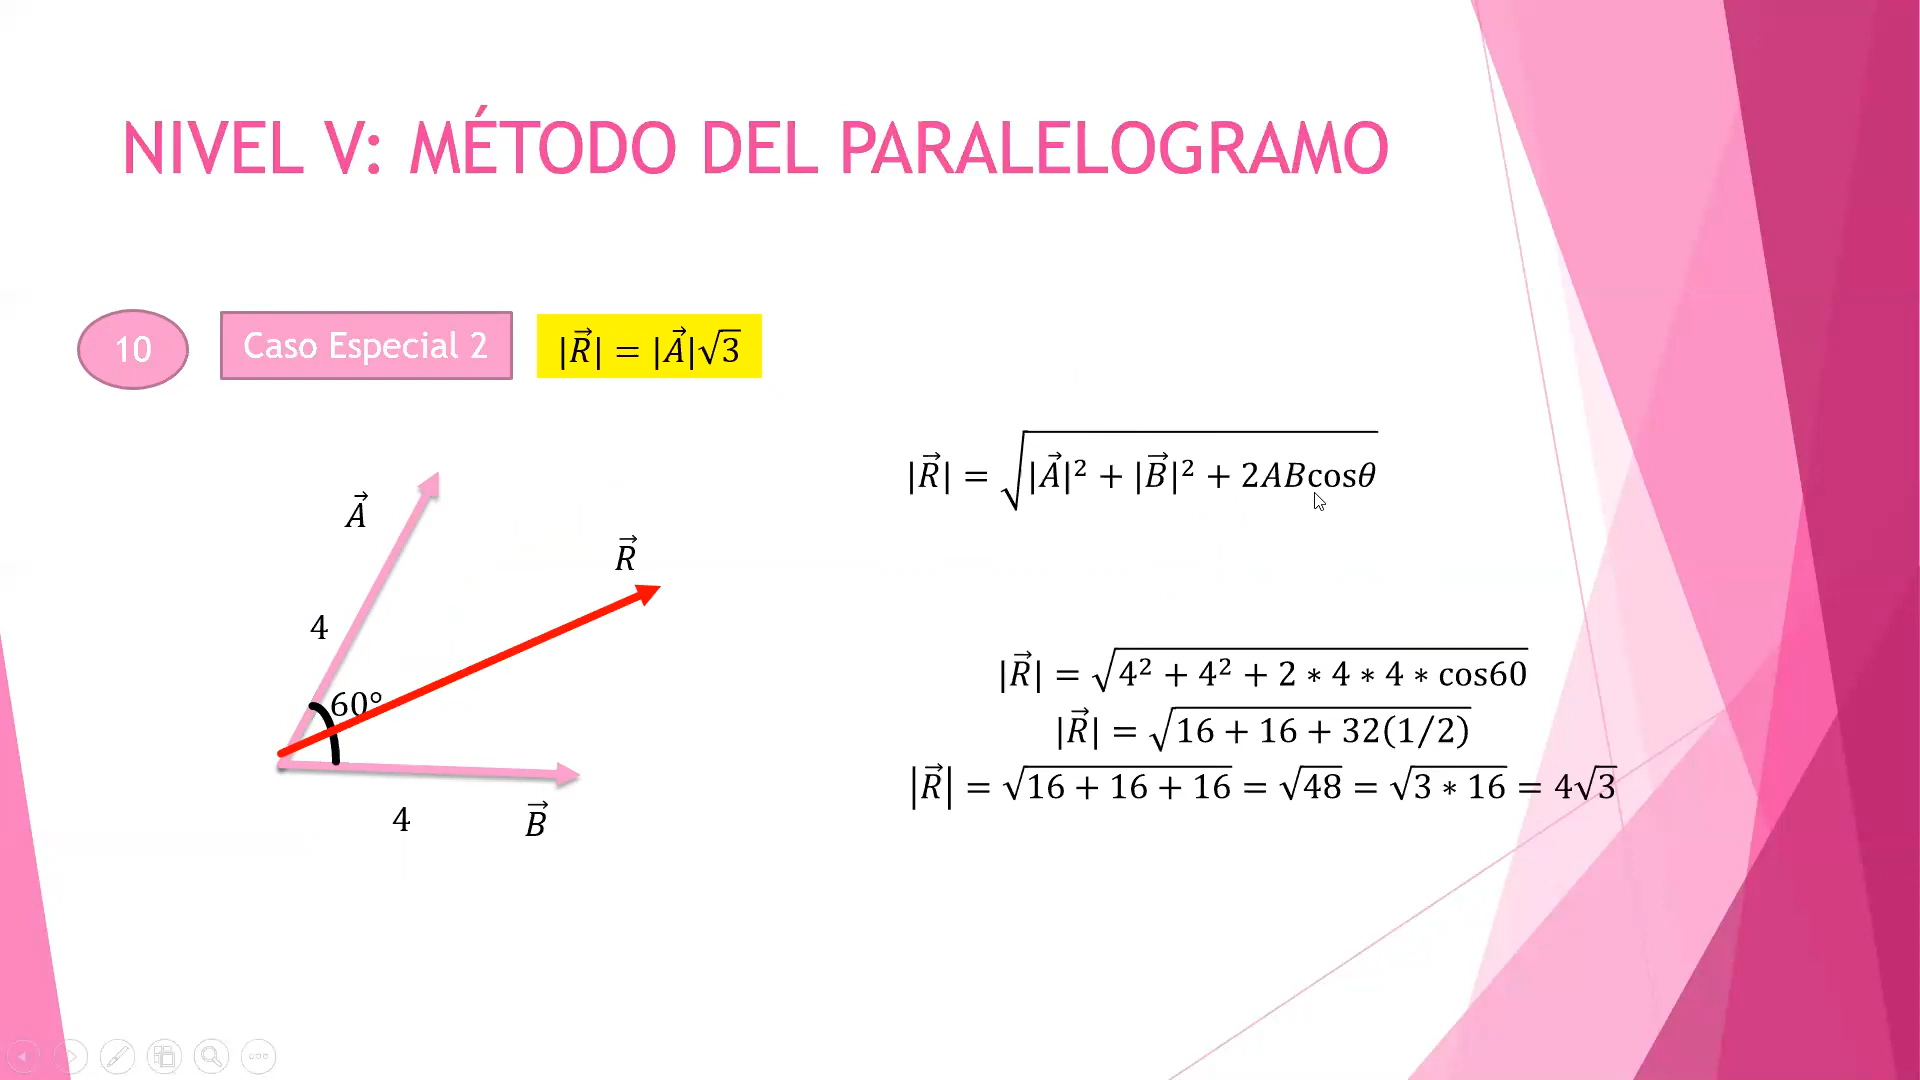 NIVEL V: MÉTODO DEL PARALELOGRAMO
10
Caso Especial 2
|R⃗| = |A⃗|√3
|R⃗| = √(|A⃗|² + |B⃗|² + 2ABcosθ)
A⃗
R⃗
4
60°
4
B⃗
|R⃗| = √(4² + 4² + 2 ∗ 4 ∗ 4 ∗ cos60)
|R⃗| = √(16 + 16 + 32(1/2))
|R⃗| = √(16 + 16 + 16) = √48 = √(3 ∗ 16) = 4√3